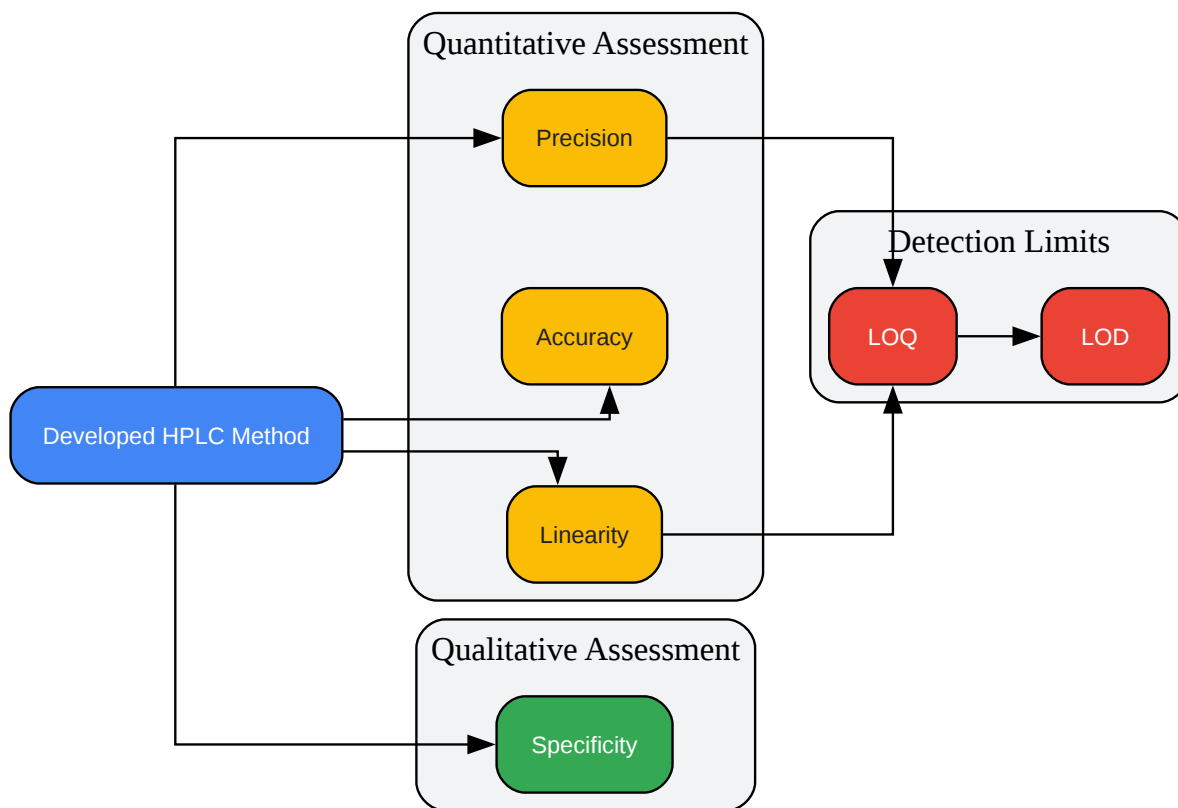 Quantitative Assessment
Precision
Detection Limits
Accuracy
LOQ
LOD
Developed HPLC Method
Linearity
Qualitative Assessment
Specificity